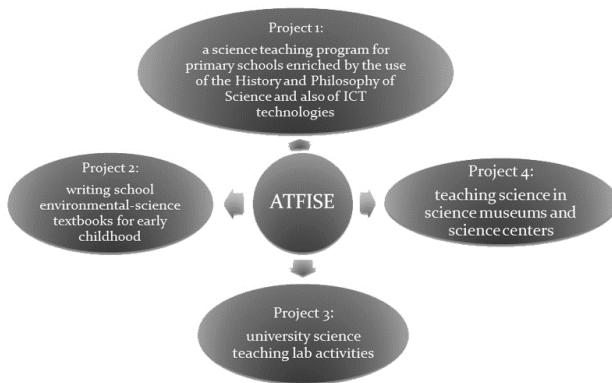 Project 1:
a science teaching program for
primary schools enriched by the use
of the History and Philosophy of
Science and also of ICT
technologies
Project 2:
writing school
environmental-science
textbooks for early
childhood
ATFISE
Project 4:
teaching science in
science museums and
science centers
Project 3:
university science
teaching lab activities